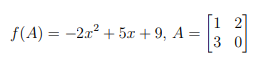 f(A) = −2x² + 5x + 9, A = [1 2
3 0]